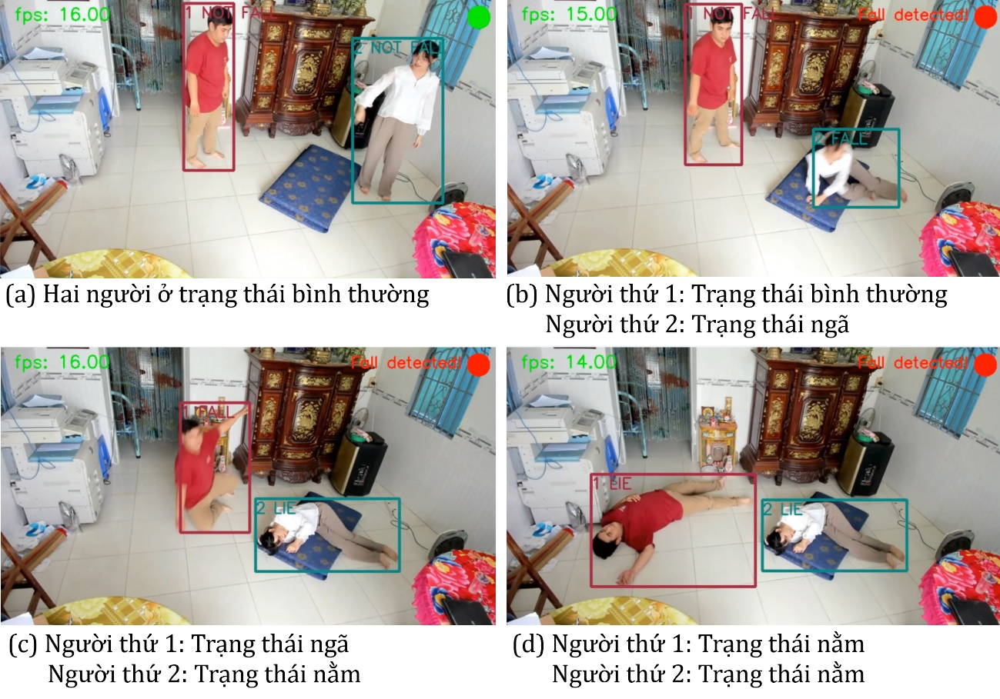 fps: 16.00
1 NOT FALL
2 NOT FALL
fps: 15.00
1 NOT FALL
Fall detected!
2 FALL
(a) Hai người ở trạng thái bình thường
(b) Người thứ 1: Trạng thái bình thường
Người thứ 2: Trạng thái ngã
fps: 16.00
Fall detected!
1 FALL
2 LIE
fps: 14.00
Fall detected!
1 LIE
2 LIE
(c) Người thứ 1: Trạng thái ngã
Người thứ 2: Trạng thái nằm
(d) Người thứ 1: Trạng thái nằm
Người thứ 2: Trạng thái nằm